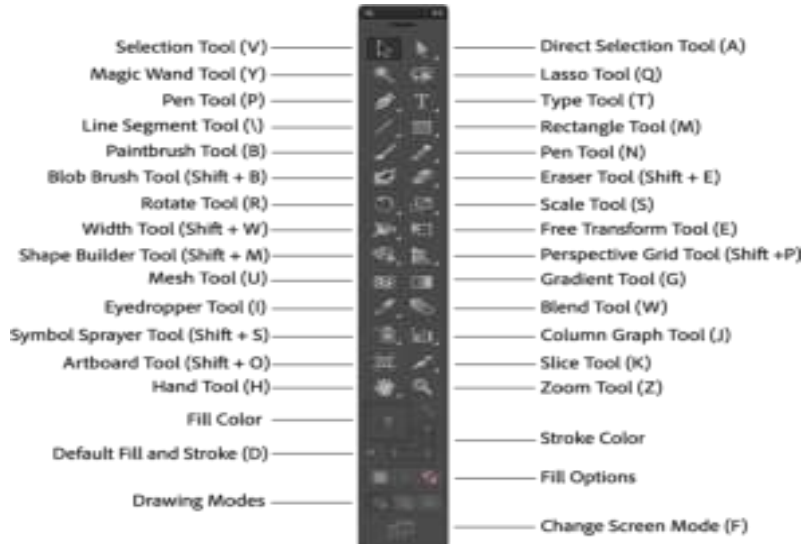 Selection Tool (V)
Direct Selection Tool (A)
Magic Wand Tool (Y)
Lasso Tool (Q)
Pen Tool (P)
Type Tool (T)
Line Segment Tool (\)
Rectangle Tool (M)
Paintbrush Tool (B)
Pen Tool (N)
Blob Brush Tool (Shift + B)
Eraser Tool (Shift + E)
Rotate Tool (R)
Scale Tool (S)
Width Tool (Shift + W)
Free Transform Tool (E)
Shape Builder Tool (Shift + M)
Perspective Grid Tool (Shift +P)
Mesh Tool (U)
Gradient Tool (G)
Eyedropper Tool (I)
Blend Tool (W)
Symbol Sprayer Tool (Shift + S)
Column Graph Tool (J)
Artboard Tool (Shift + O)
Slice Tool (K)
Hand Tool (H)
Zoom Tool (Z)
Fill Color
Stroke Color
Default Fill and Stroke (D)
Fill Options
Drawing Modes
Change Screen Mode (F)